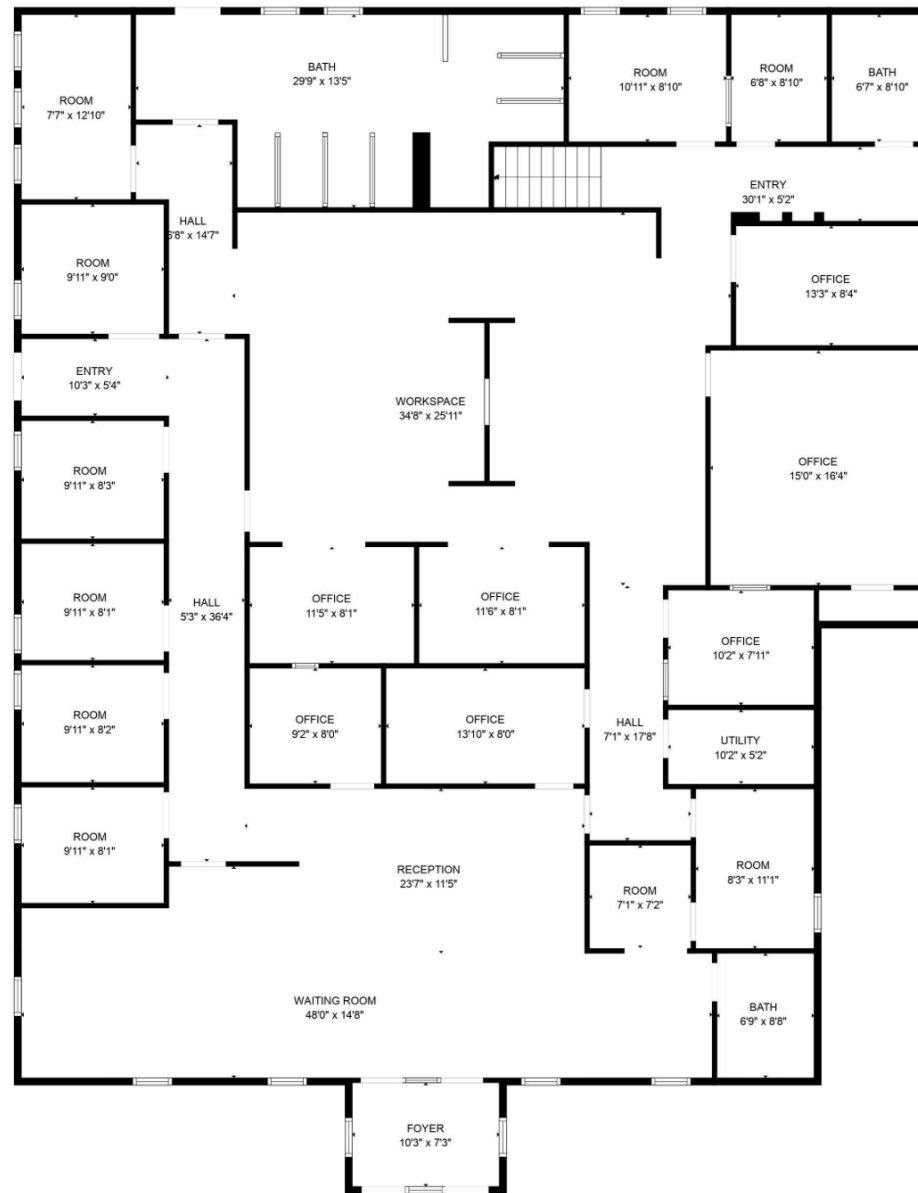 BATH
29'9" x 13'5"
ROOM
10'11" x 8'10"
ROOM
6'8" x 8'10"
BATH
6'7" x 8'10"
ROOM
7'7" x 12'10"
ENTRY
30'1" x 5'2"
HALL
6'8" x 14'7"
ROOM
9'11" x 9'0"
OFFICE
13'3" x 8'4"
ENTRY
10'3" x 5'4"
WORKSPACE
34'8" x 25'11"
OFFICE
15'0" x 16'4"
ROOM
9'11" x 8'3"
ROOM
9'11" x 8'1"
HALL
5'3" x 36'4"
OFFICE
11'5" x 8'1"
OFFICE
11'6" x 8'1"
OFFICE
10'2" x 7'11"
ROOM
9'11" x 8'2"
OFFICE
9'2" x 8'0"
OFFICE
13'10" x 8'0"
HALL
7'1" x 17'8"
UTILITY
10'2" x 5'2"
ROOM
9'11" x 8'1"
RECEPTION
23'7" x 11'5"
ROOM
8'3" x 11'1"
ROOM
7'1" x 7'2"
WAITING ROOM
48'0" x 14'8"
BATH
6'9" x 8'8"
FOYER
10'3" x 7'3"